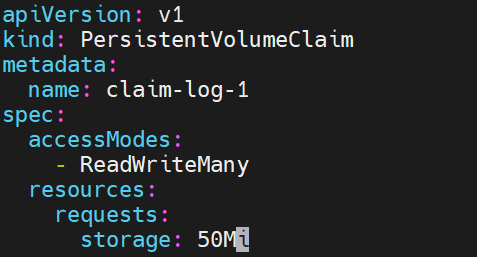 apiVersion: v1
kind: PersistentVolumeClaim
metadata:
  name: claim-log-1
spec:
  accessModes:
    - ReadWriteMany
  resources:
    requests:
      storage: 50Mi